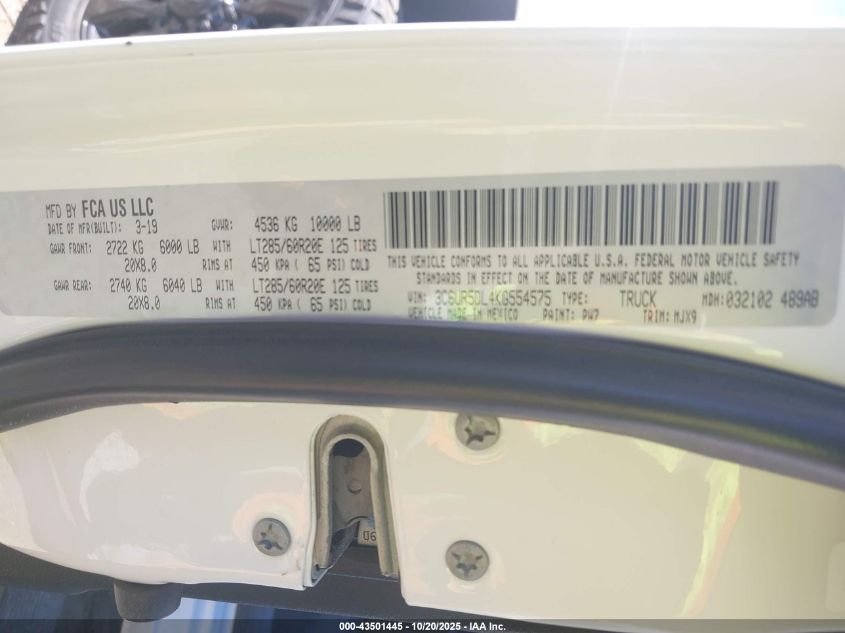 MFD BY FCA US LLC
DATE OF MFR(BUILT): 3-19 GVWR: 4536 KG 10000 LB
GAWR FRONT: 2722 KG 6000 LB WITH LT285/60R20E 125 TIRES
20X8.0 RIMS AT 450 KPA ( 65 PSI) COLD
GAWR REAR: 2740 KG 6040 LB WITH LT285/60R20E 125 TIRES
20X8.0 RIMS AT 450 KPA ( 65 PSI) COLD
THIS VEHICLE CONFORMS TO ALL APPLICABLE U.S.A. FEDERAL MOTOR VEHICLE SAFETY
STANDARDS IN EFFECT ON THE DATE OF MANUFACTURE SHOWN ABOVE.
VIN: 3C6UR5DL4KG554575 TYPE: TRUCK MDH: 032102 489AB
VEHICLE MADE IN MEXICO PAINT: PW7 TRIM: MJX9
06
000-43501445 - 10/20/2025 - IAA Inc.